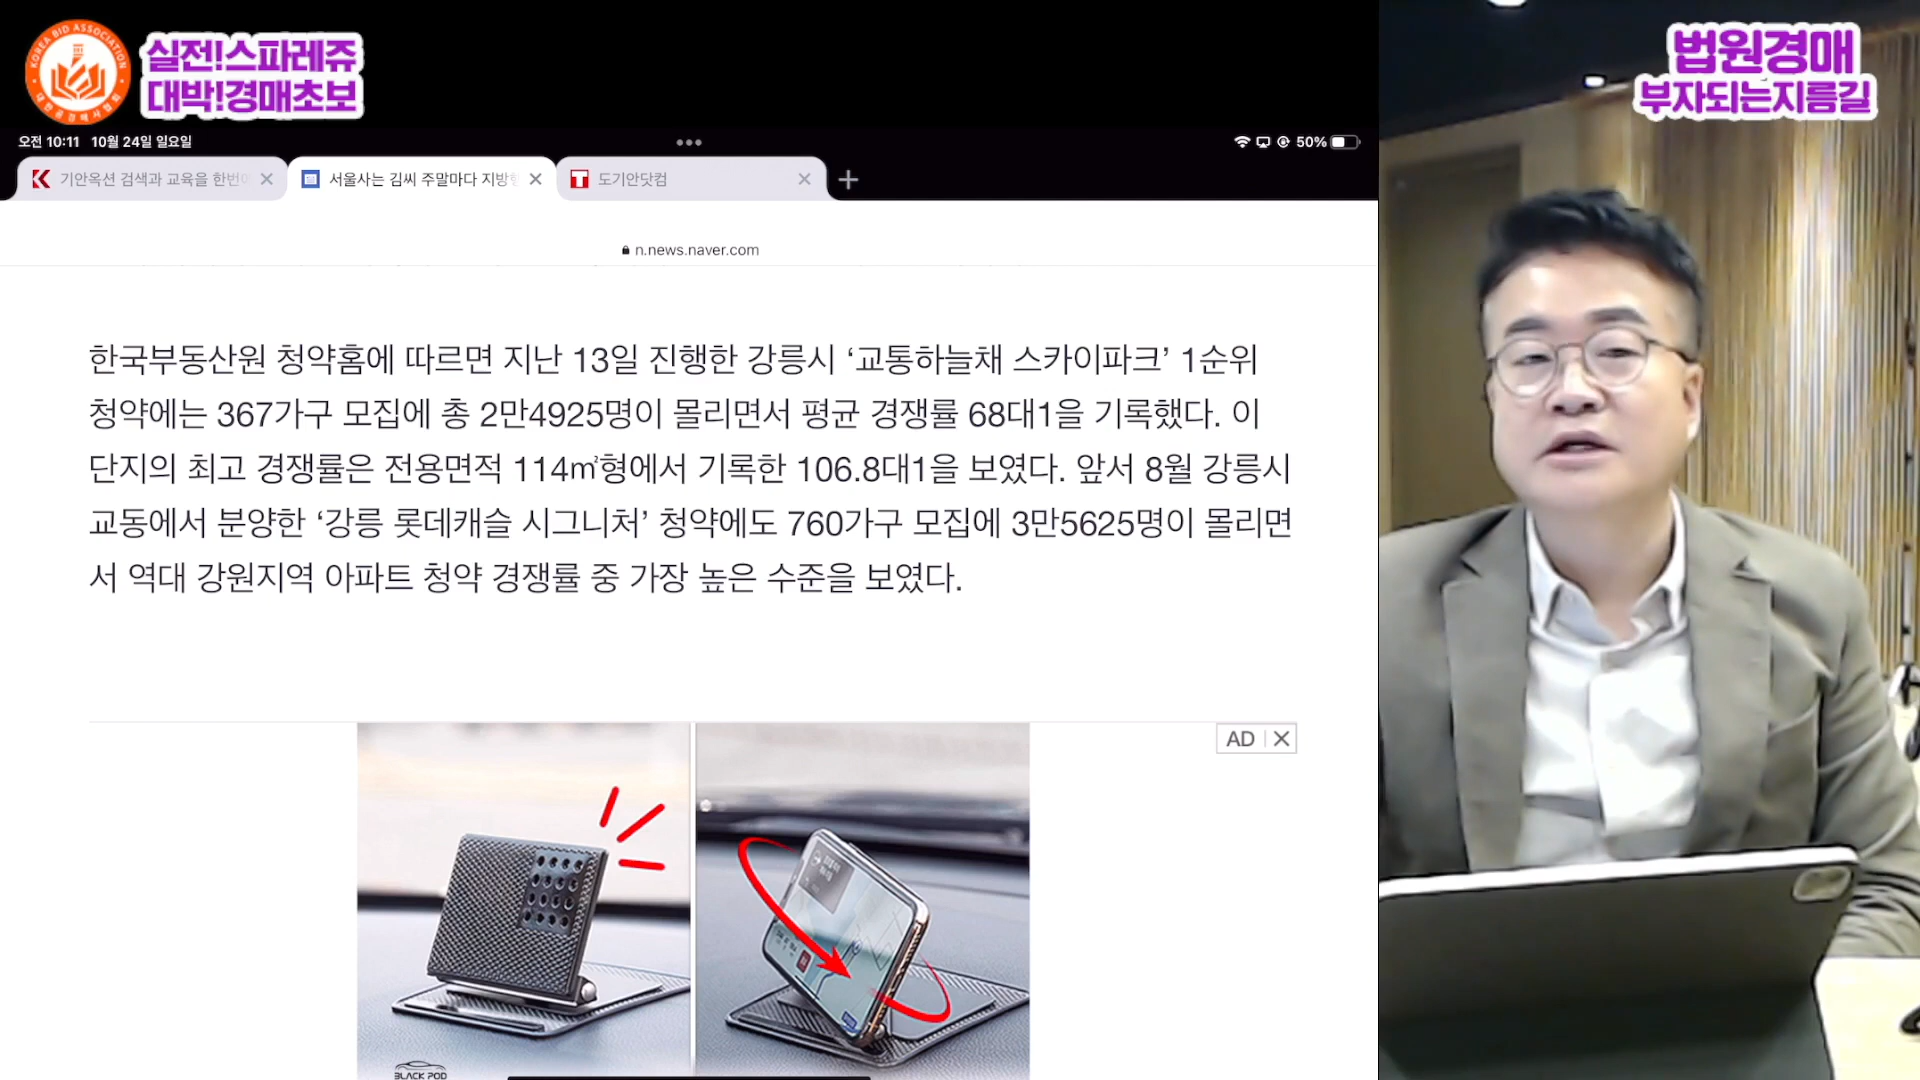 KOREA BID ASSOCIATION
실전!스파레쥬
대박!경매초보
법원경매
부자되는지름길
오전 10:11 10월 24일 일요일
50%
기안옥션 검색과 교육을 한번에
서울사는 김씨 주말마다 지방
도기안닷컴
n.news.naver.com
한국부동산원 청약홈에 따르면 지난 13일 진행한 강릉시 ‘교통하늘채 스카이파크’ 1순위
청약에는 367가구 모집에 총 2만4925명이 몰리면서 평균 경쟁률 68대1을 기록했다. 이
단지의 최고 경쟁률은 전용면적 114㎡형에서 기록한 106.8대1을 보였다. 앞서 8월 강릉시
교동에서 분양한 ‘강릉 롯데캐슬 시그니처’ 청약에도 760가구 모집에 3만5625명이 몰리면
서 역대 강원지역 아파트 청약 경쟁률 중 가장 높은 수준을 보였다.
AD
BLACK POD